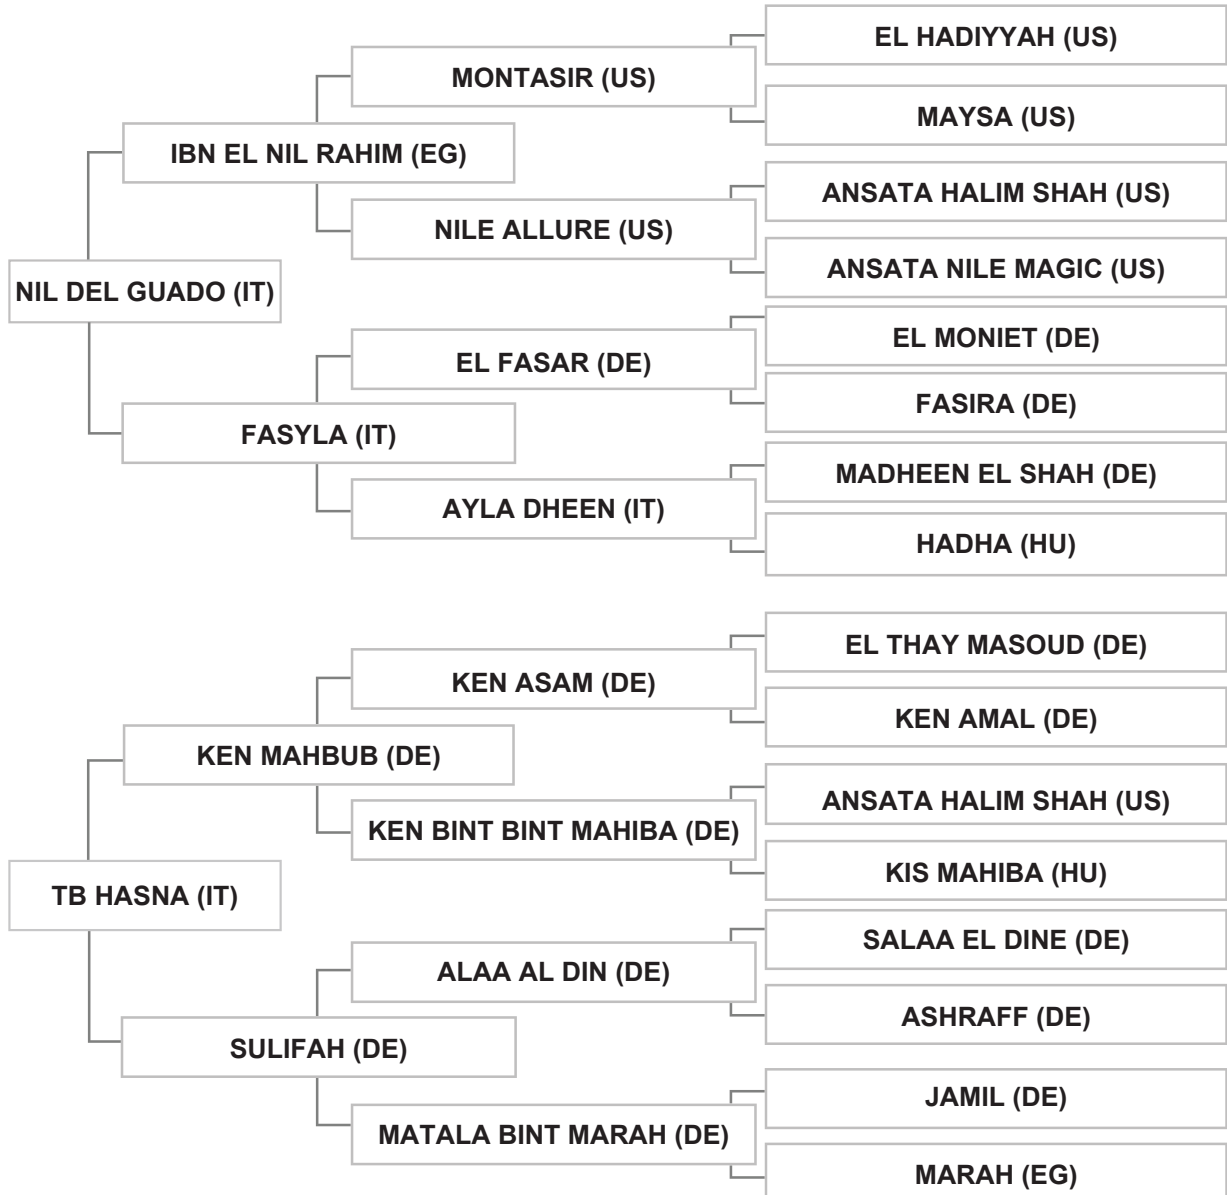 EL HADIYYAH (US)
MONTASIR (US)
MAYSA (US)
IBN EL NIL RAHIM (EG)
ANSATA HALIM SHAH (US)
NILE ALLURE (US)
ANSATA NILE MAGIC (US)
NIL DEL GUADO (IT)
EL MONIET (DE)
EL FASAR (DE)
FASIRA (DE)
FASYLA (IT)
MADHEEN EL SHAH (DE)
AYLA DHEEN (IT)
HADHA (HU)
EL THAY MASOUD (DE)
KEN ASAM (DE)
KEN AMAL (DE)
KEN MAHBUB (DE)
ANSATA HALIM SHAH (US)
KEN BINT BINT MAHIBA (DE)
KIS MAHIBA (HU)
TB HASNA (IT)
SALAA EL DINE (DE)
ALAA AL DIN (DE)
ASHRAFF (DE)
SULIFAH (DE)
JAMIL (DE)
MATALA BINT MARAH (DE)
MARAH (EG)